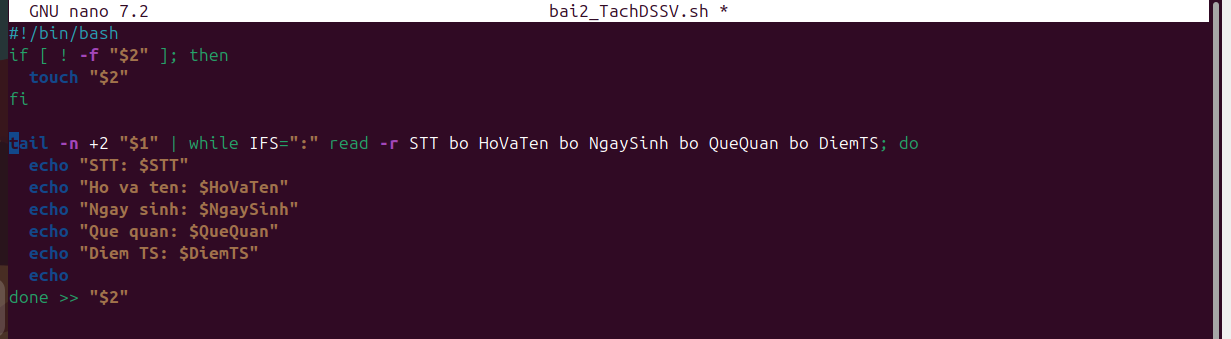 GNU nano 7.2 bai2_TachDSSV.sh *
#!/bin/bash
if [ ! -f "$2" ]; then
  touch "$2"
fi

tail -n +2 "$1" | while IFS=":" read -r STT bo HoVaTen bo NgaySinh bo QueQuan bo DiemTS; do
  echo "STT: $STT"
  echo "Ho va ten: $HoVaTen"
  echo "Ngay sinh: $NgaySinh"
  echo "Que quan: $QueQuan"
  echo "Diem TS: $DiemTS"
  echo
done >> "$2"